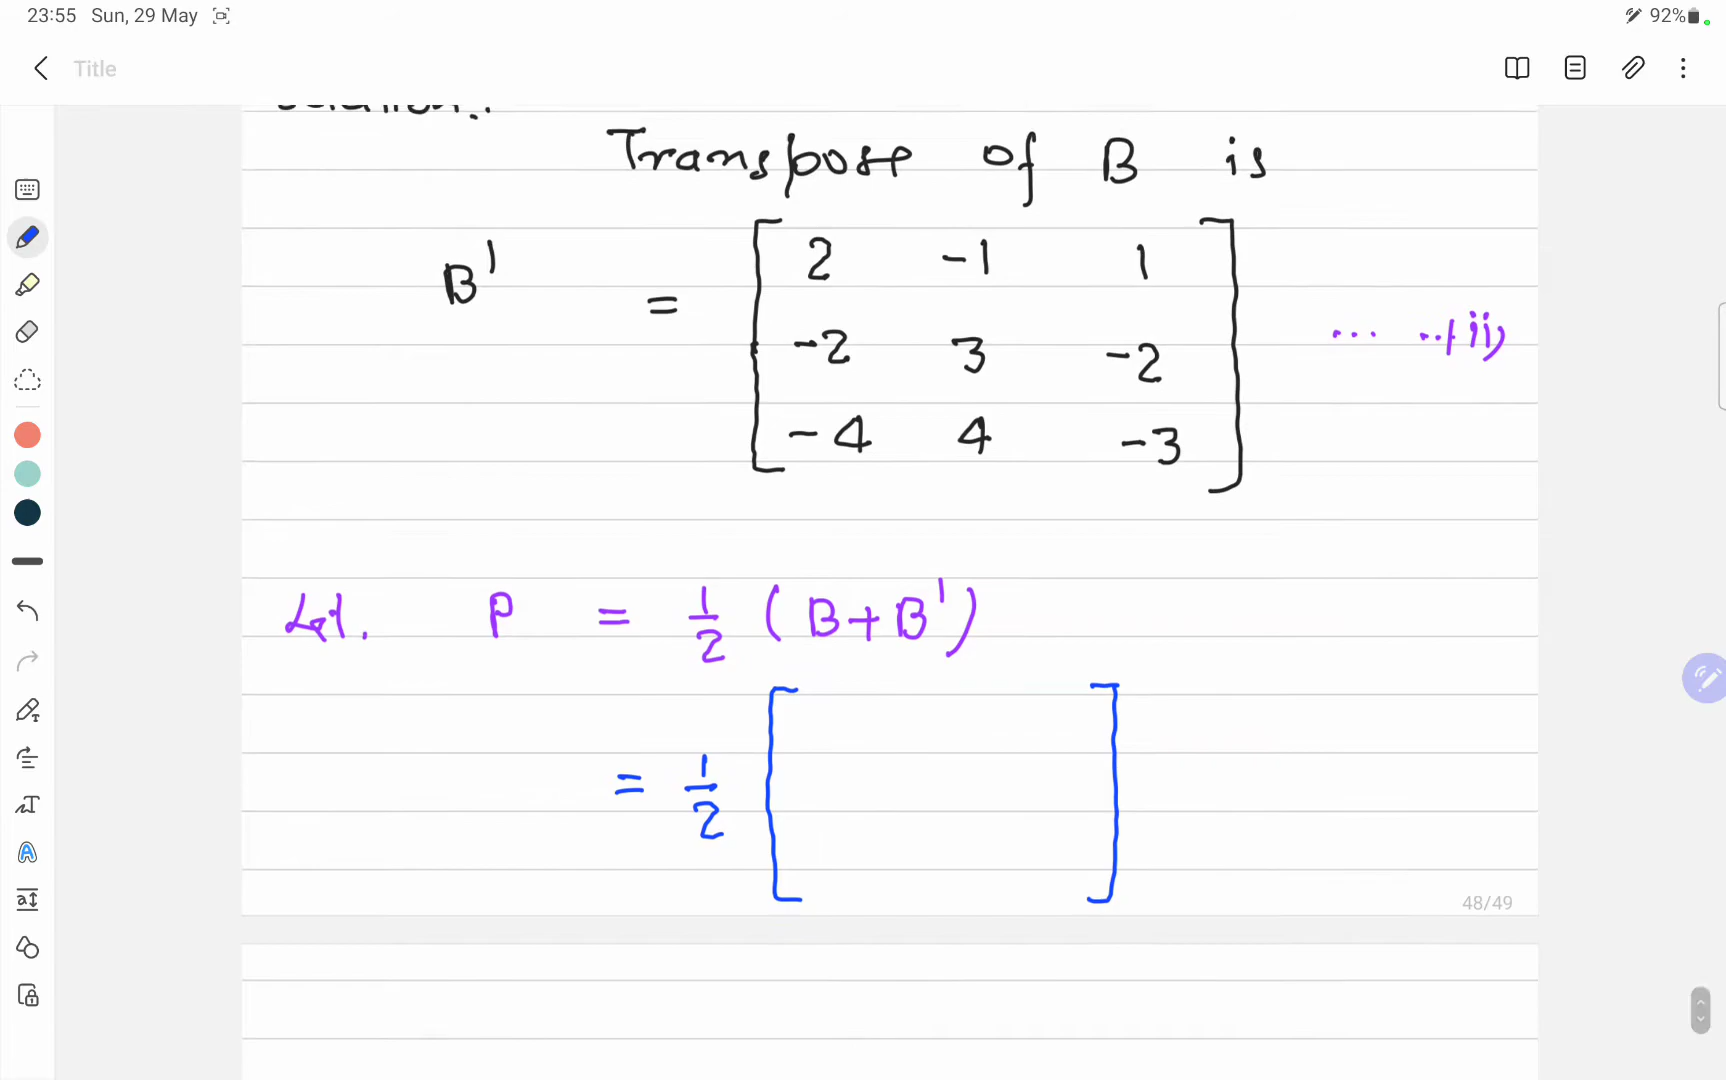 23:55 Sun, 29 May 92%
Title
Transpose of B is
B' = [ 2 -1 1
-2 3 -2
-4 4 -3 ] ... ..(ii)
Let. P = 1/2 (B+B')
= 1/2 [ ]
48/49